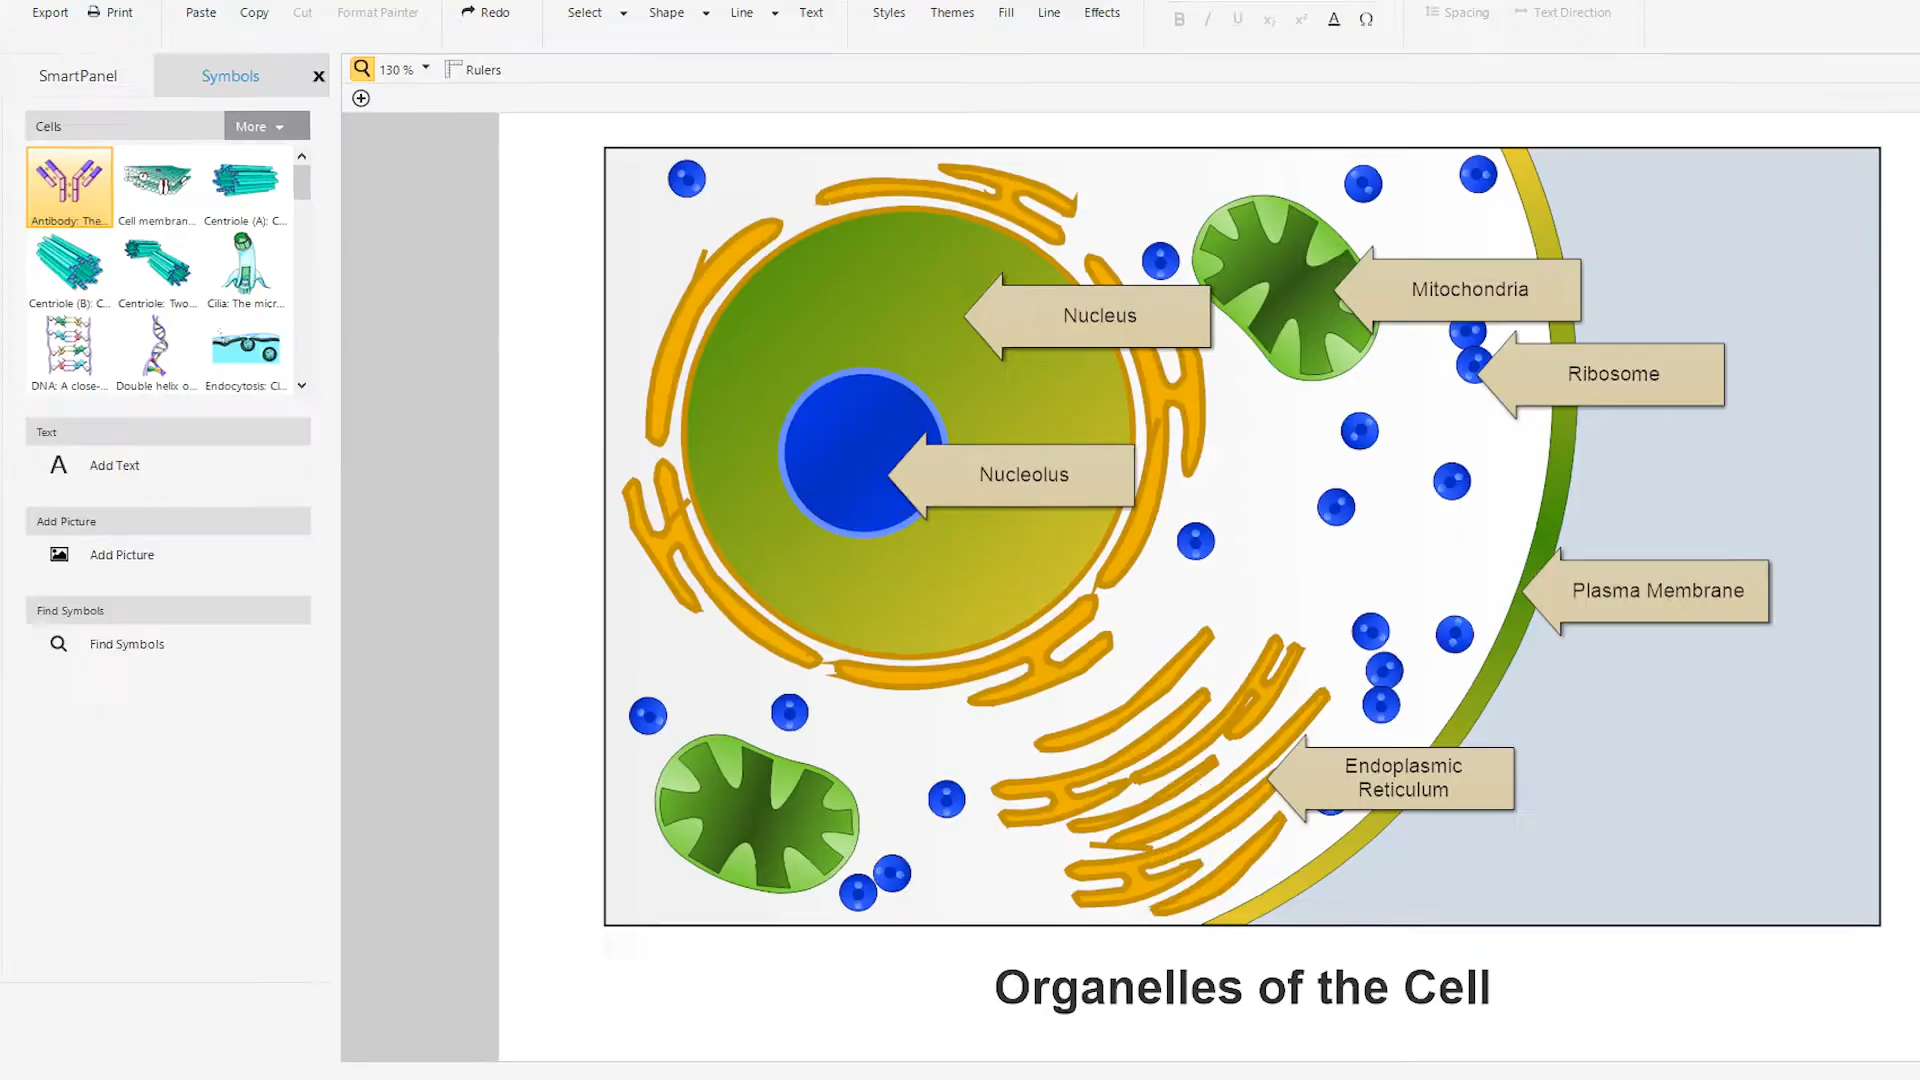 Export Print Paste Copy Cut Format Painter Redo Select Shape Line Text Styles Themes Fill Line Effects
B I U x₂ x² A Ω Spacing Text Direction
SmartPanel Symbols x
130 % Rulers
Cells More
Antibody: The... Cell membran... Centriole (A): C...
Centriole (B): C... Centriole: Two... Cilia: The micr...
DNA: A close-... Double helix o... Endocytosis: Cl...
Text
A Add Text
Add Picture
Add Picture
Find Symbols
Find Symbols
Mitochondria
Nucleus
Ribosome
Nucleolus
Plasma Membrane
Endoplasmic
Reticulum
Organelles of the Cell